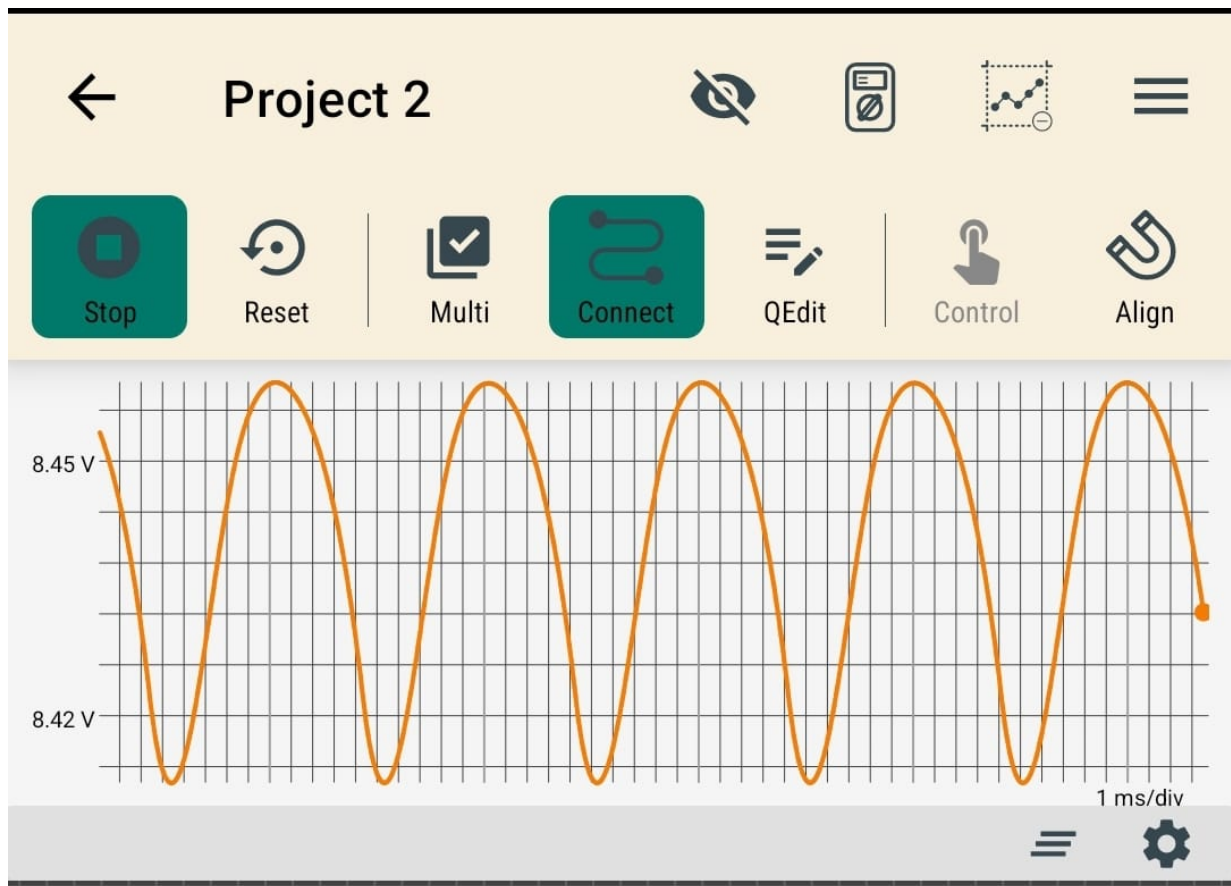 Project 2
Stop Reset Multi Connect QEdit Control Align
8.45 V
8.42 V
1 ms/div